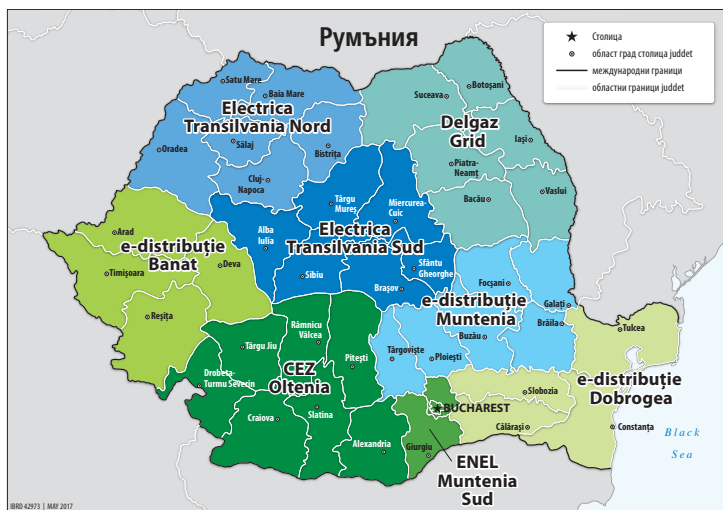 Румъния
Столица
област град столица juddet
международни граници
областни граници juddet
Satu Mare
Baia Mare
Electrica
Transilvania Nord
Oradea
Sălaj
Bistrița
Cluj-
Napoca
Suceava
Botoșani
Delgaz
Grid
Iași
Piatra-
Neamț
Bacău
Vaslui
Târgu
Mureș
Miercurea-
Cuic
Alba
Iulia
Electrica
Transilvania Sud
Sibiu
Sfântu
Gheorghe
Brașov
Arad
e-distribuție
Banat
Timișoara
Deva
Reșița
Focșani
Galați
e-distribuție
Muntenia
Buzău
Brăila
Târgoviște
Ploiești
Râmnicu
Vâlcea
Târgu Jiu
Pitești
CEZ
Oltenia
Drobeta-
Turmu Severin
Craiova
Slatina
Alexandria
Tulcea
e-distribuție
Dobrogea
Slobozia
Călărași
Constanța
BUCHAREST
Giurgiu
ENEL
Muntenia
Sud
Black
Sea
IBRD 42973 | MAY 2017